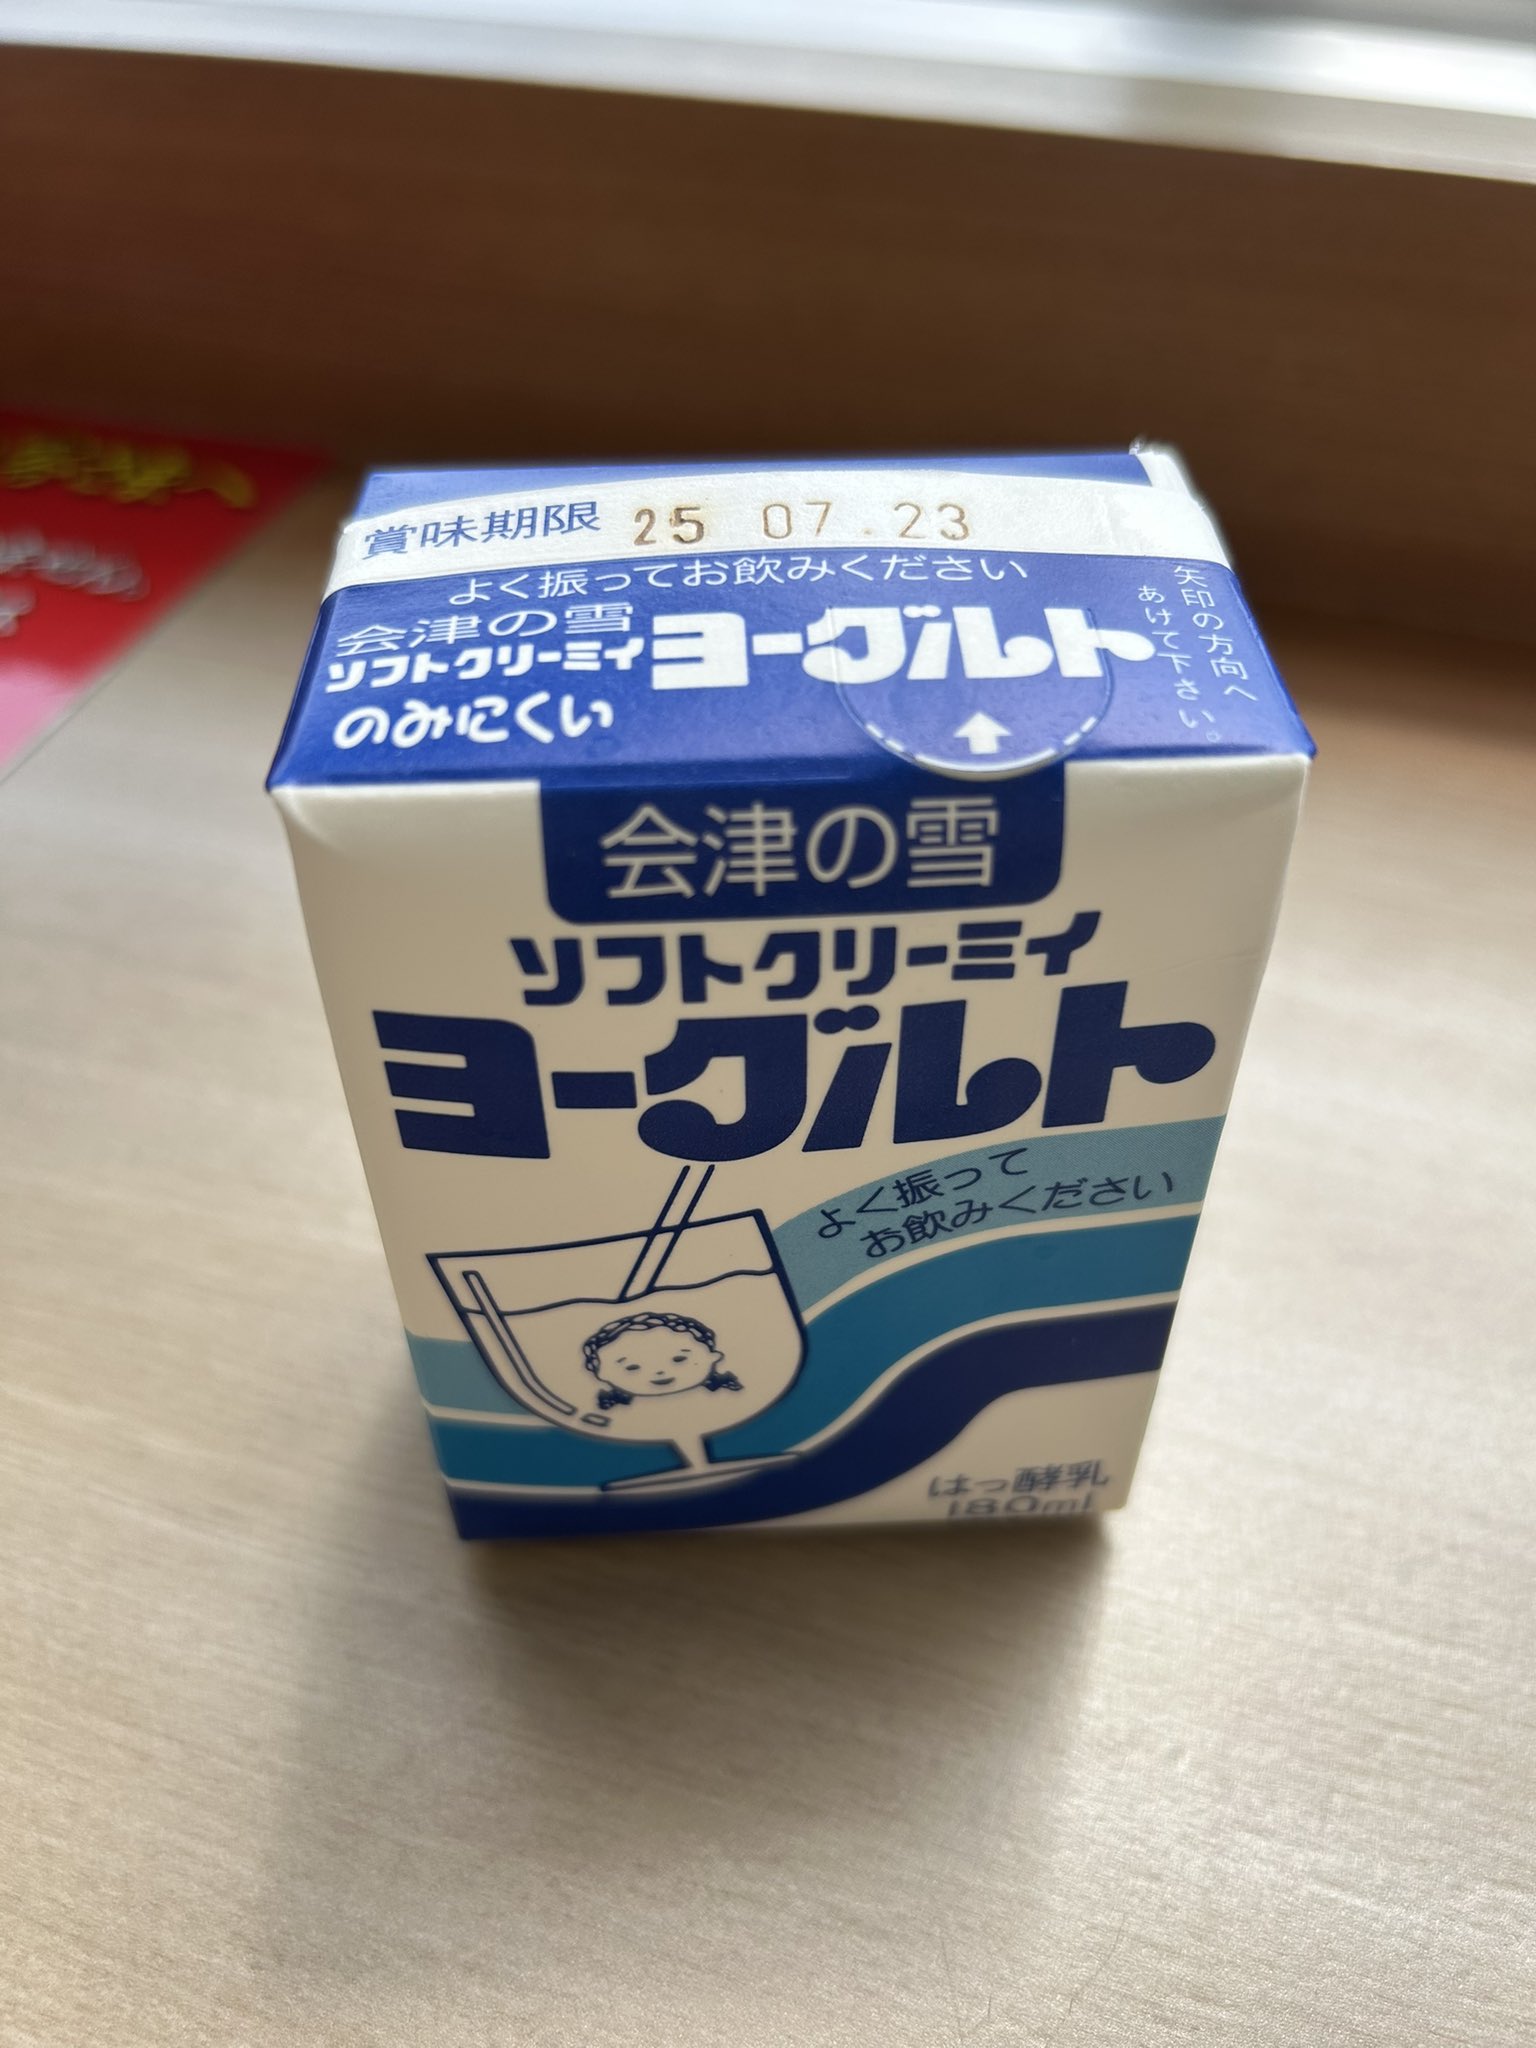 賞味期限 25 07.23
よく振ってお飲みください
会津の雪
ソフトクリーミィ
ヨーグルト
のみにくい
矢印の方向へ
あけて下さい。
会津の雪
ソフトクリーミィ
ヨーグルト
よく振って
お飲みください
はっ酵乳
180ml